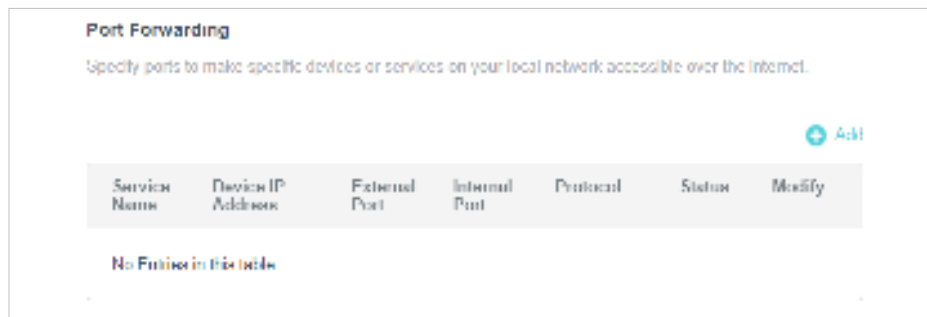 Port Forwarding
Specify ports to make specific devices or services on your local network accessible over the Internet.
Add
Service Name
Device IP Address
External Port
Internal Port
Protocol
Status
Modify
No Entries in this table